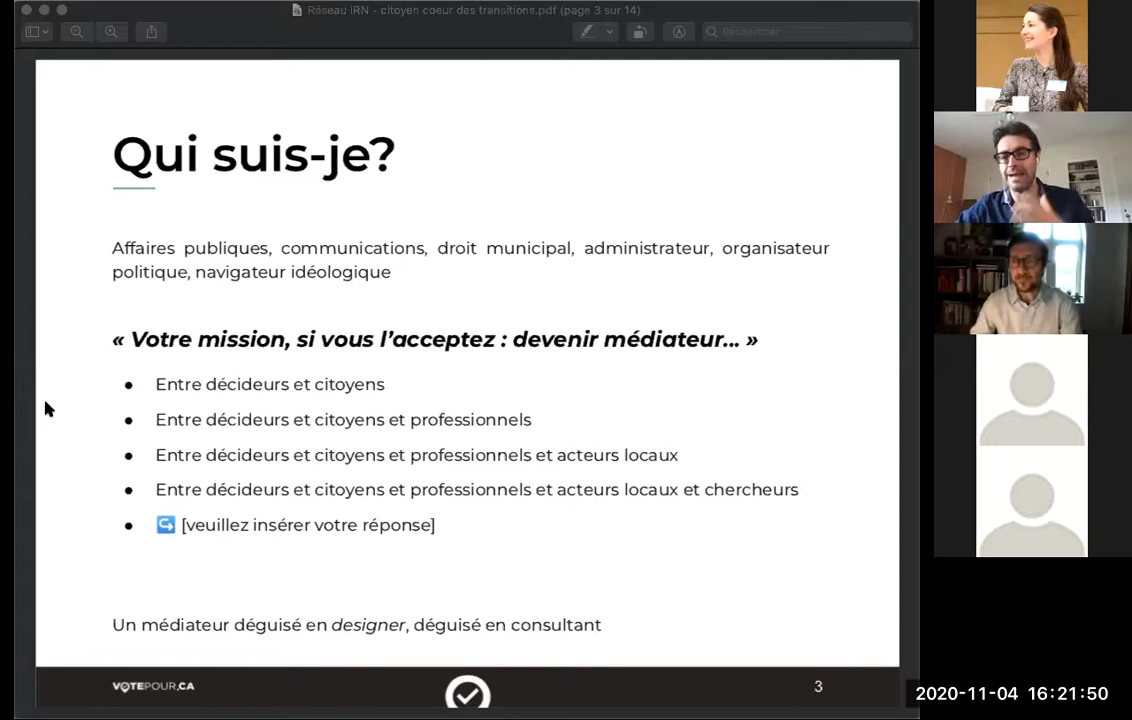 Réseau IRN - citoyen coeur des transitions.pdf (page 3 sur 14)
Rechercher
Qui suis-je?
Affaires publiques, communications, droit municipal, administrateur, organisateur
politique, navigateur idéologique
« Votre mission, si vous l’acceptez : devenir médiateur... »
● Entre décideurs et citoyens
● Entre décideurs et citoyens et professionnels
● Entre décideurs et citoyens et professionnels et acteurs locaux
● Entre décideurs et citoyens et professionnels et acteurs locaux et chercheurs
● ↪️ [veuillez insérer votre réponse]
Un médiateur déguisé en designer, déguisé en consultant
VOTEPOUR.CA
3
2020-11-04 16:21:50